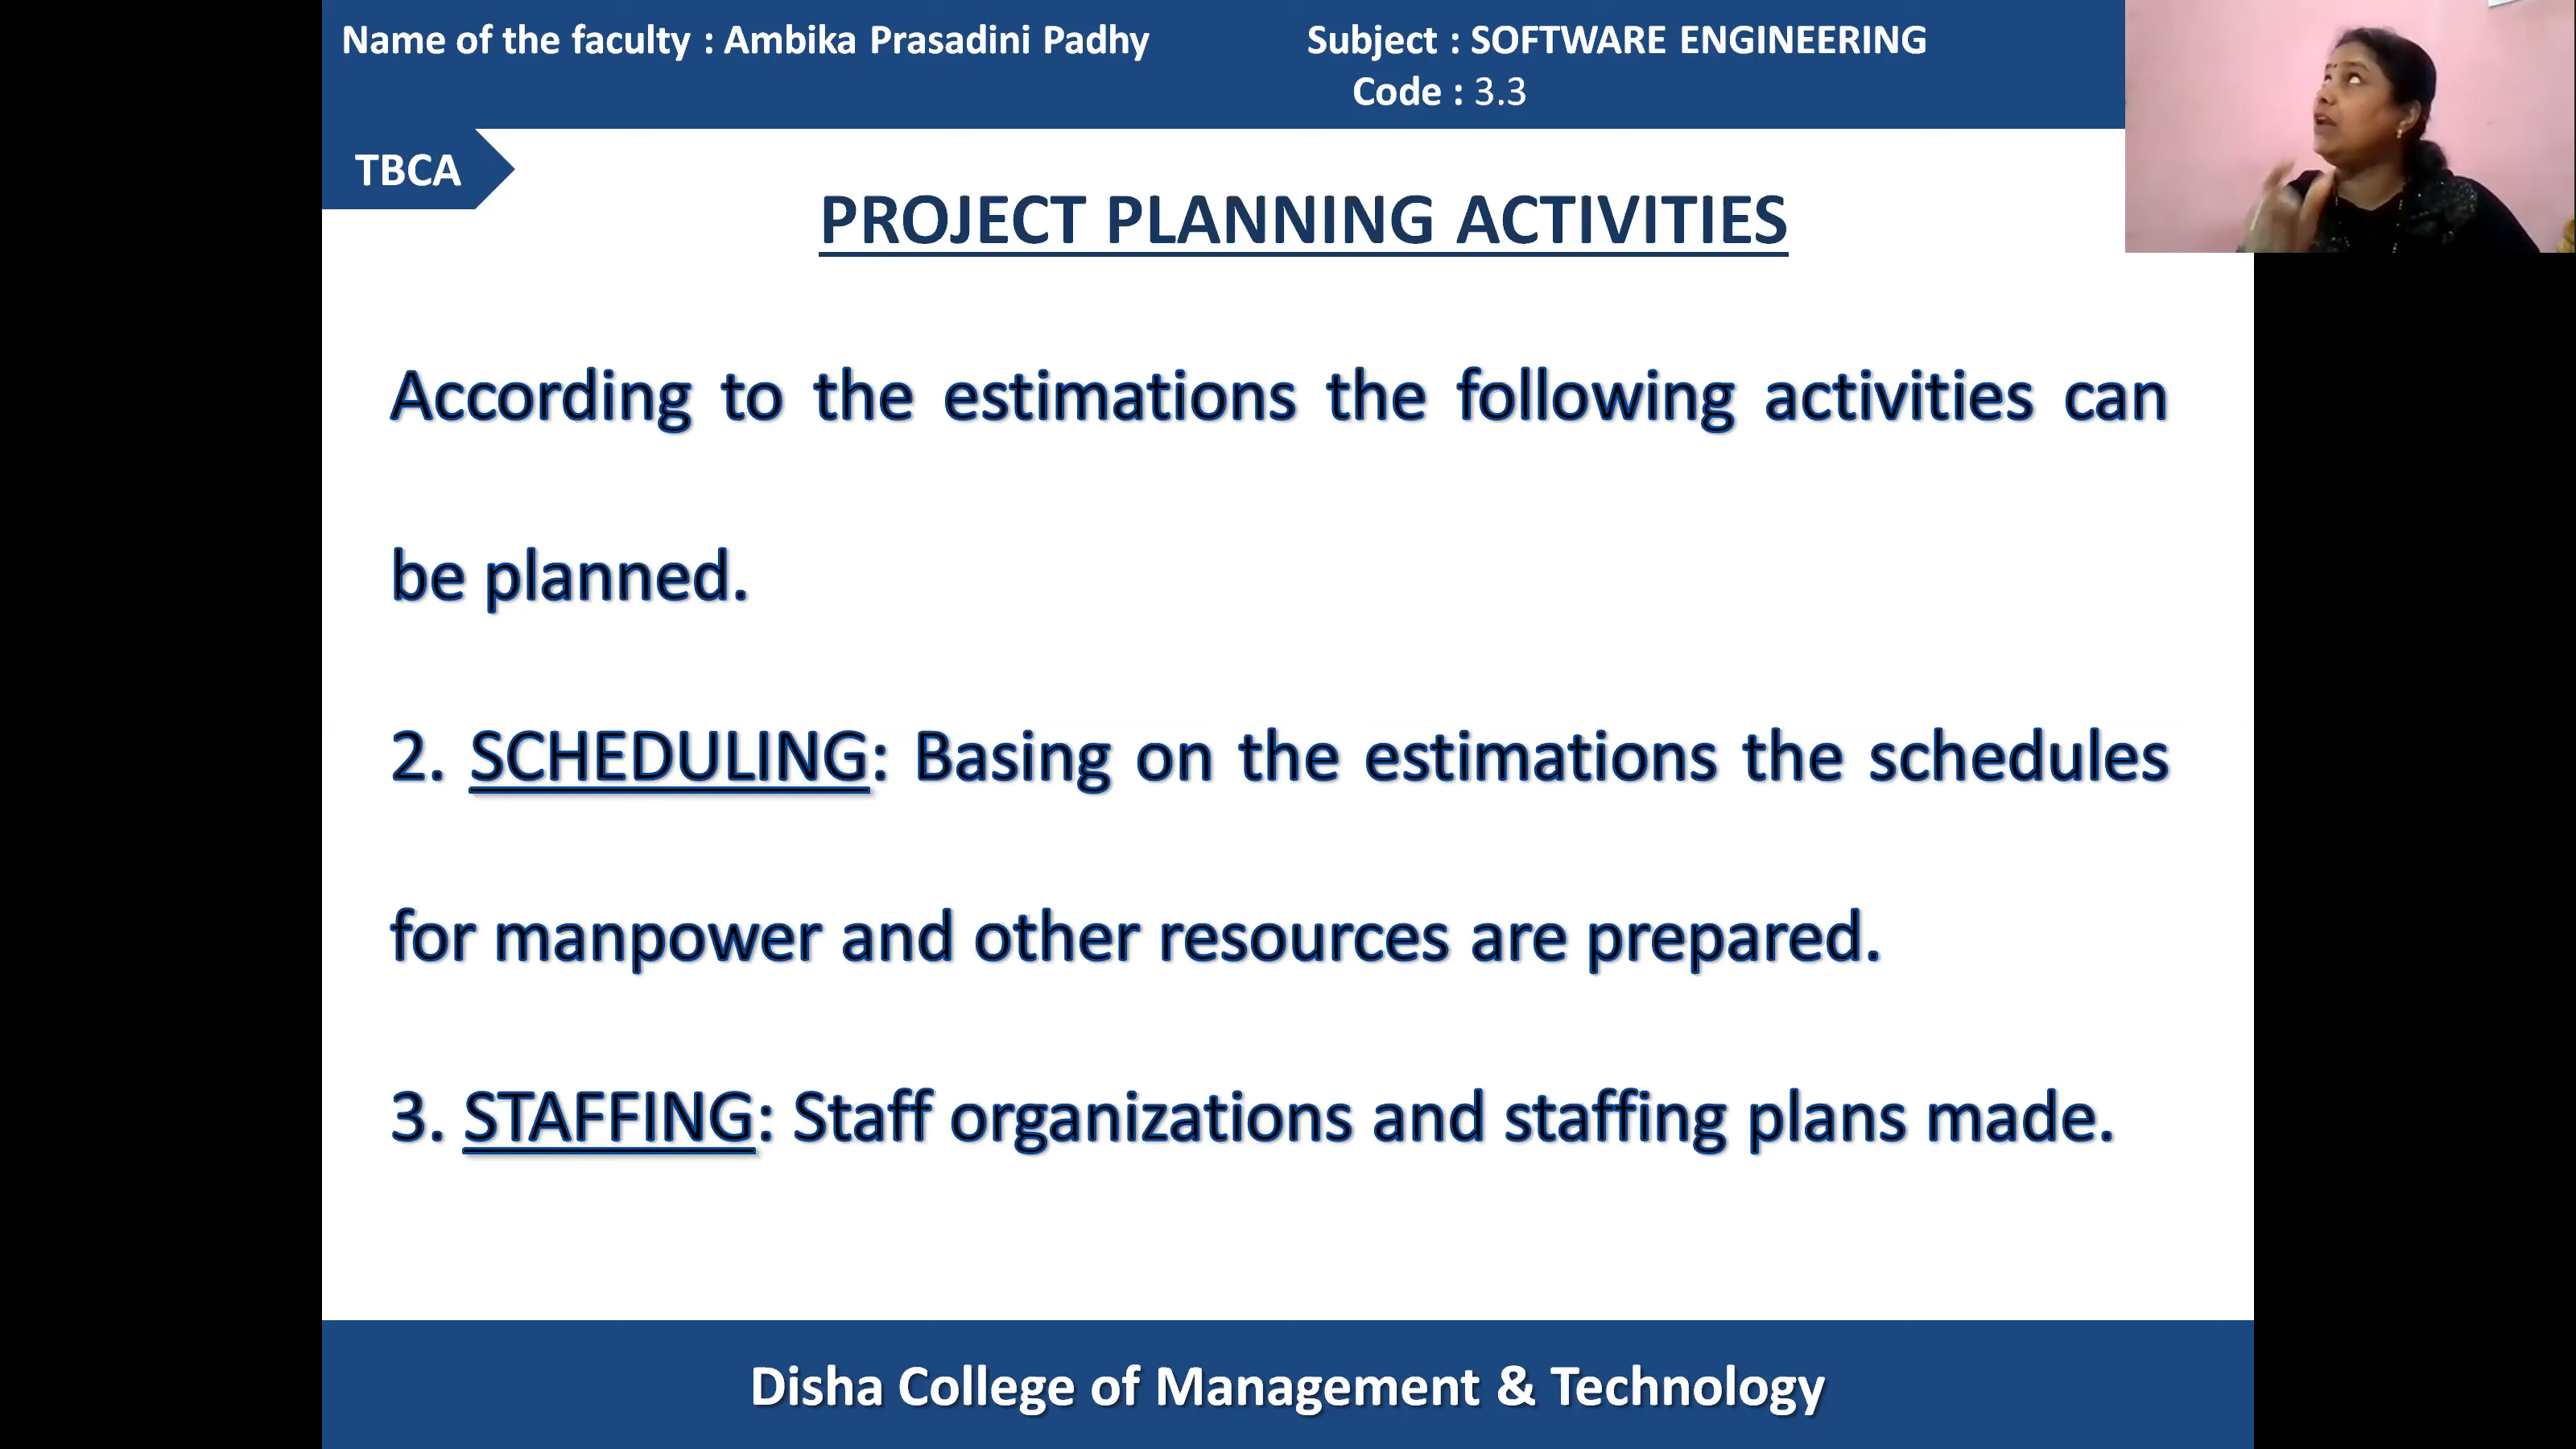 Name of the faculty : Ambika Prasadini Padhy
Subject : SOFTWARE ENGINEERING
Code : 3.3
TBCA
PROJECT PLANNING ACTIVITIES
According to the estimations the following activities can
be planned.
2. SCHEDULING: Basing on the estimations the schedules
for manpower and other resources are prepared.
3. STAFFING: Staff organizations and staffing plans made.
Disha College of Management & Technology